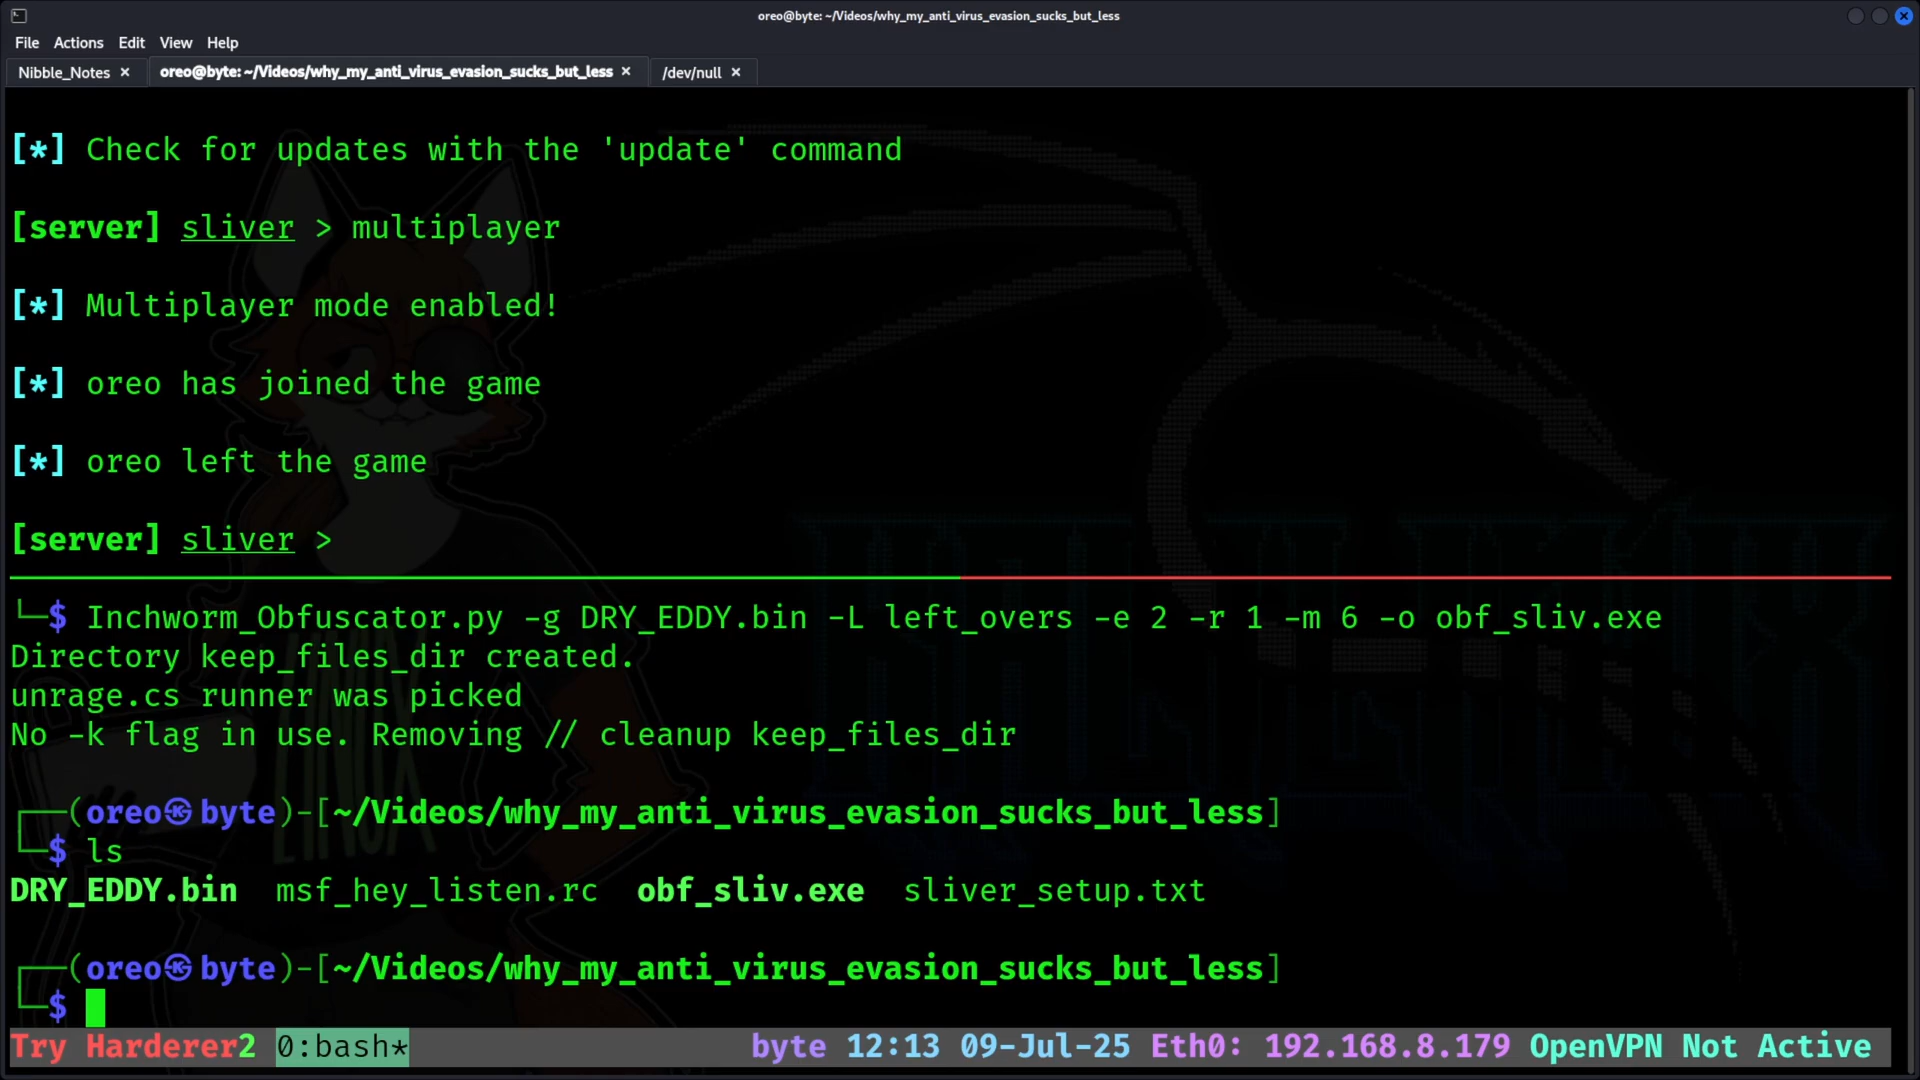 oreo@byte: ~/Videos/why_my_anti_virus_evasion_sucks_but_less
File Actions Edit View Help
Nibble_Notes × oreo@byte: ~/Videos/why_my_anti_virus_evasion_sucks_but_less × /dev/null ×
[*] Check for updates with the 'update' command
[server] sliver > multiplayer
[*] Multiplayer mode enabled!
[*] oreo has joined the game
[*] oreo left the game
[server] sliver >
└─$ Inchworm_Obfuscator.py -g DRY_EDDY.bin -L left_overs -e 2 -r 1 -m 6 -o obf_sliv.exe
Directory keep_files_dir created.
unrage.cs runner was picked
No -k flag in use. Removing // cleanup keep_files_dir
┌──(oreo㉿byte)-[~/Videos/why_my_anti_virus_evasion_sucks_but_less]
└─$ ls
DRY_EDDY.bin msf_hey_listen.rc obf_sliv.exe sliver_setup.txt
┌──(oreo㉿byte)-[~/Videos/why_my_anti_virus_evasion_sucks_but_less]
└─$
Try Harderer2 0:bash* byte 12:13 09-Jul-25 Eth0: 192.168.8.179 OpenVPN Not Active
LINUX